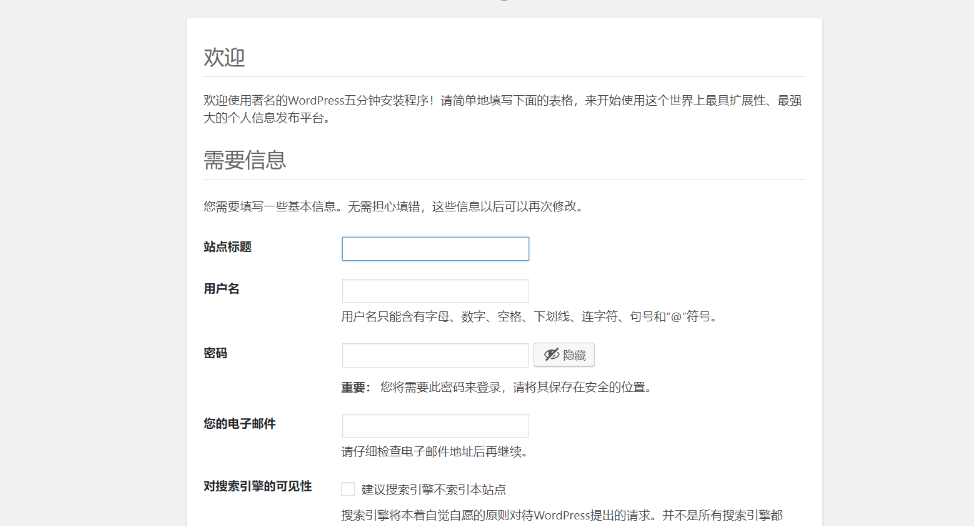 欢迎
欢迎使用著名的WordPress五分钟安装程序！请简单地填写下面的表格，来开始使用这个世界上最具扩展性、最强
大的个人信息发布平台。
需要信息
您需要填写一些基本信息。无需担心填错，这些信息以后可以再次修改。
站点标题
用户名
用户名只能含有字母、数字、空格、下划线、连字符、句号和“@”符号。
密码
隐藏
重要： 您将需要此密码来登录，请将其保存在安全的位置。
您的电子邮件
请仔细检查电子邮件地址后再继续。
对搜索引擎的可见性
建议搜索引擎不索引本站点
搜索引擎将本着自觉自愿的原则对待WordPress提出的请求。并不是所有搜索引擎都